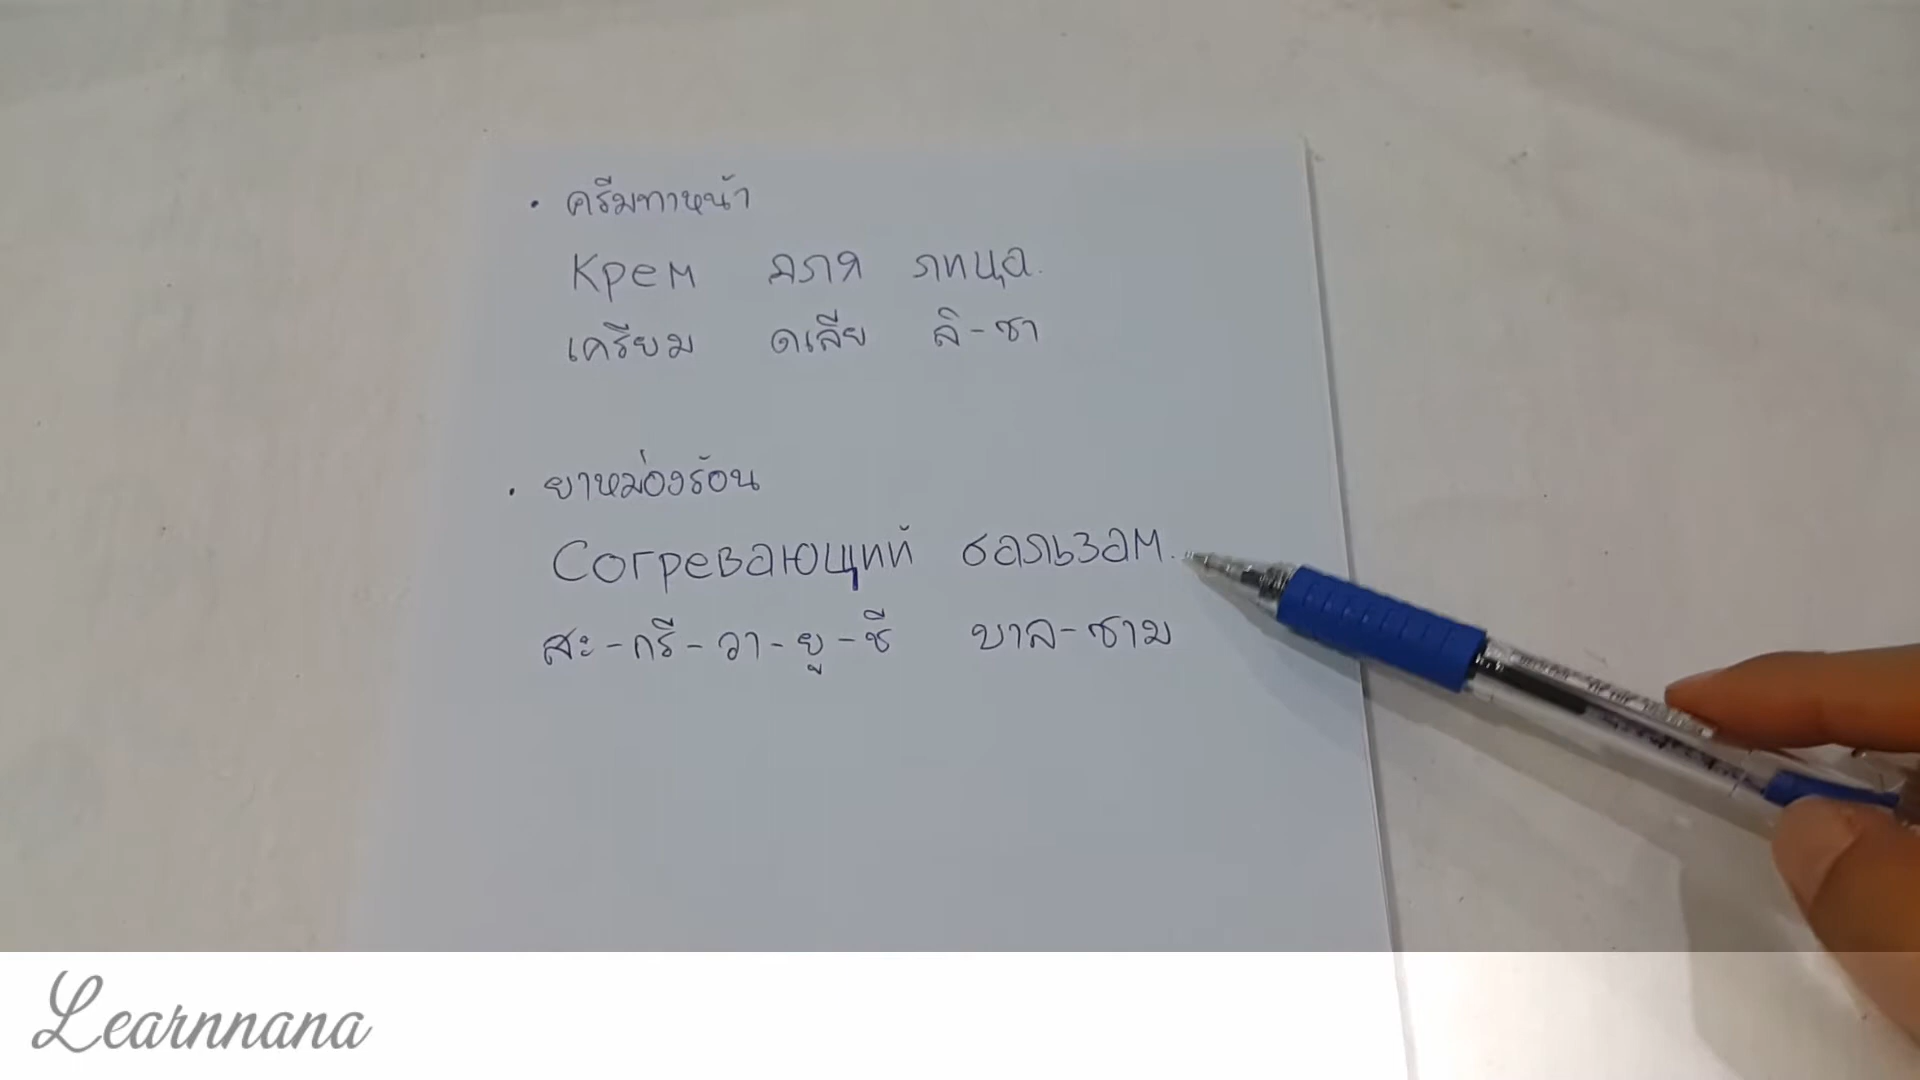 • ครีมทาหน้า
Крем для лица.
เครียม ดเลีย ลิ-ซา
• ยาหม่องร้อน
Согревающий бальзам.
สะ-กรี-วา-ยู-ชี บาล-ซาม
Learnnana